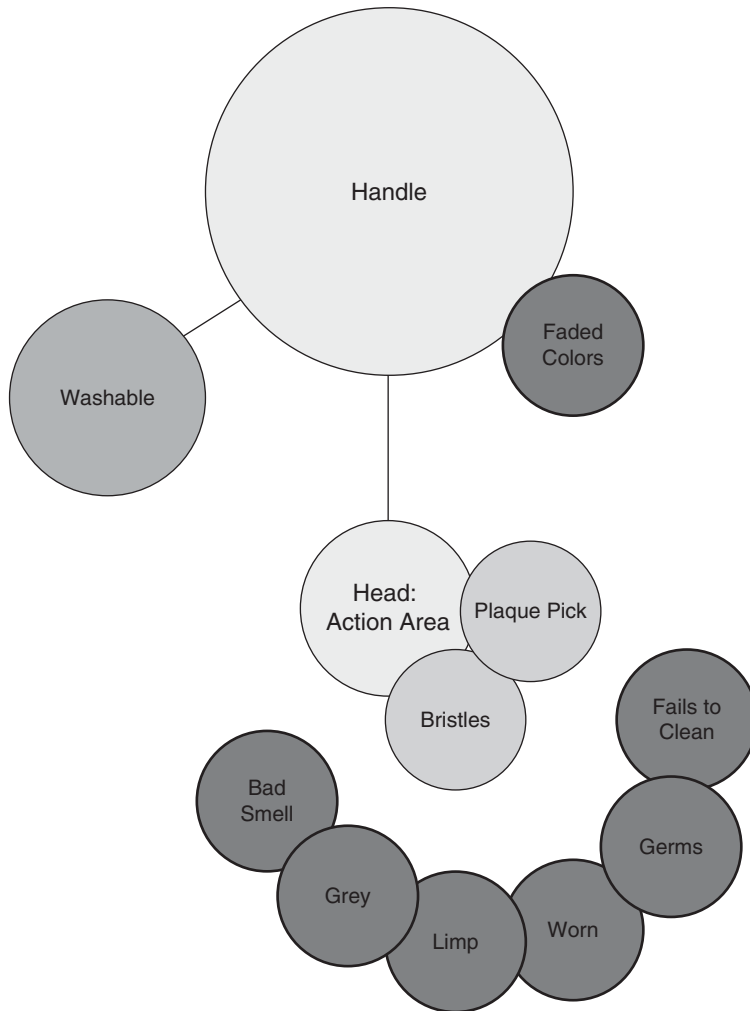 Handle
Faded
Colors
Washable
Head:
Action Area
Plaque Pick
Bristles
Fails to
Clean
Bad
Smell
Germs
Grey
Limp
Worn